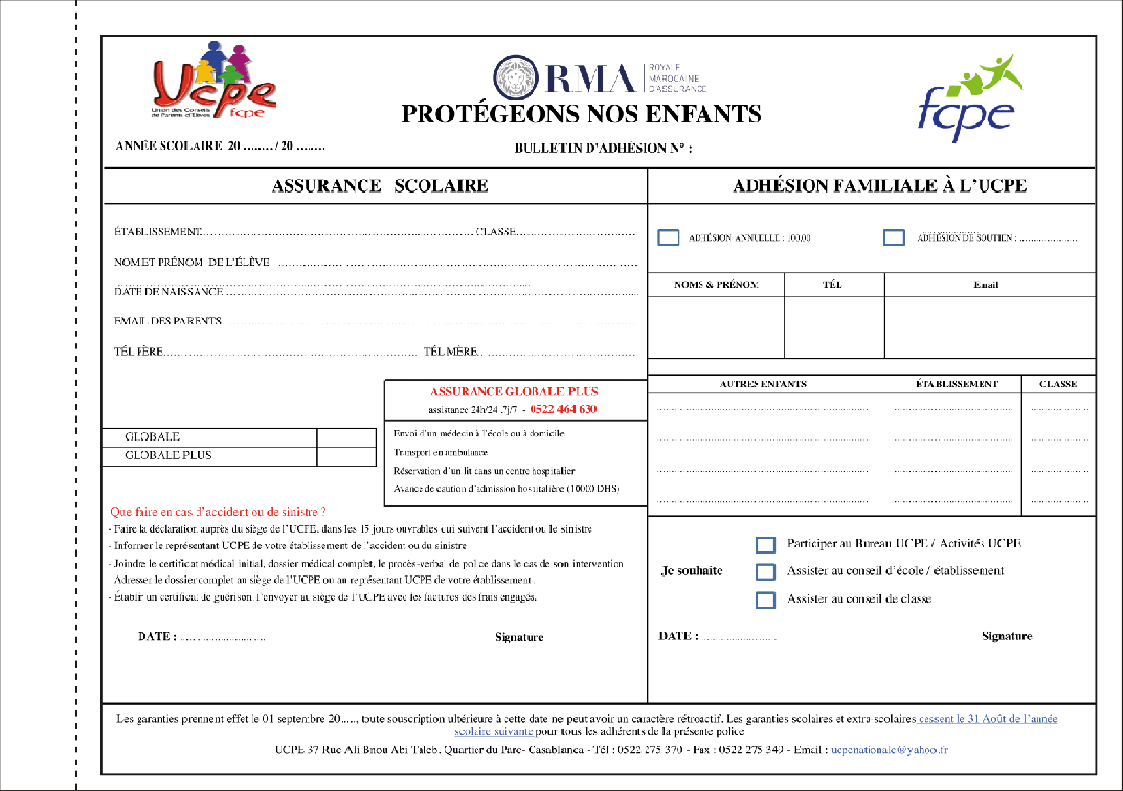 UCPE
Union des Conseils
de Parents d'Elèves
fcpe
RMA
ROYALE
MAROCAINE
D'ASSURANCE
fcpe
PROTÉGEONS NOS ENFANTS
ANNÉE SCOLAIRE 20 ........ / 20 ........
BULLETIN D'ADHÉSION N° :
ASSURANCE SCOLAIRE
ADHÉSION FAMILIALE À L'UCPE
ÉTABLISSEMENT.................... CLASSE....................
NOM ET PRÉNOM DE L'ÉLÈVE ....................
DATE DE NAISSANCE ....................
EMAIL DES PARENTS ....................
TÉL PÈRE.................... TÉL MÈRE....................
ADHÉSION ANNUELLE : 100,00
ADHÉSION DE SOUTIEN : ....................
NOMS & PRÉNOM TÉL Email
AUTRES ENFANTS ÉTABLISSEMENT CLASSE
ASSURANCE GLOBALE PLUS
assistance 24h/24 .7j/7 - 0522 464 630
Envoi d'un médecin à l'école ou à domicile
Transport en ambulance
Réservation d'un lit dans un centre hospitalier
Avance de caution d'admission hospitalière (10000 DHS)
GLOBALE
GLOBALE PLUS
Que faire en cas d'accident ou de sinistre ?
- Faire la déclaration auprès du siège de l'UCPE, dans les 15 jours ouvrables qui suivent l'accident ou le sinistre
- Informer le représentant UCPE de votre établissement de l'accident ou du sinistre
- Joindre le certificat médical initial, dossier médical complet, le procès-verbal de police dans le cas de son intervention
Adresser le dossier complet au siège de l'UCPE ou au représentant UCPE de votre établissement
- Établir un certificat de guérison, l'envoyer au siège de l'UCPE avec les factures des frais engagés.
DATE : .................... Signature
Je souhaite
Participer au Bureau UCPE / Activités UCPE
Assister au conseil d'école / établissement
Assister au conseil de classe
DATE : .................... Signature
Les garanties prennent effet le 01 septembre 20....., toute souscription ultérieure à cette date ne peut avoir un caractère rétroactif. Les garanties scolaires et extra-scolaires cessent le 31 Août de l'année
scolaire suivante pour tous les adhérents de la présente police
UCPE 37 Rue Ali Bnou Abi Taleb, Quartier du Parc- Casablanca - Tél : 0522 275 370 - Fax : 0522 275 349 - Email : ucpenationale@yahoo.fr